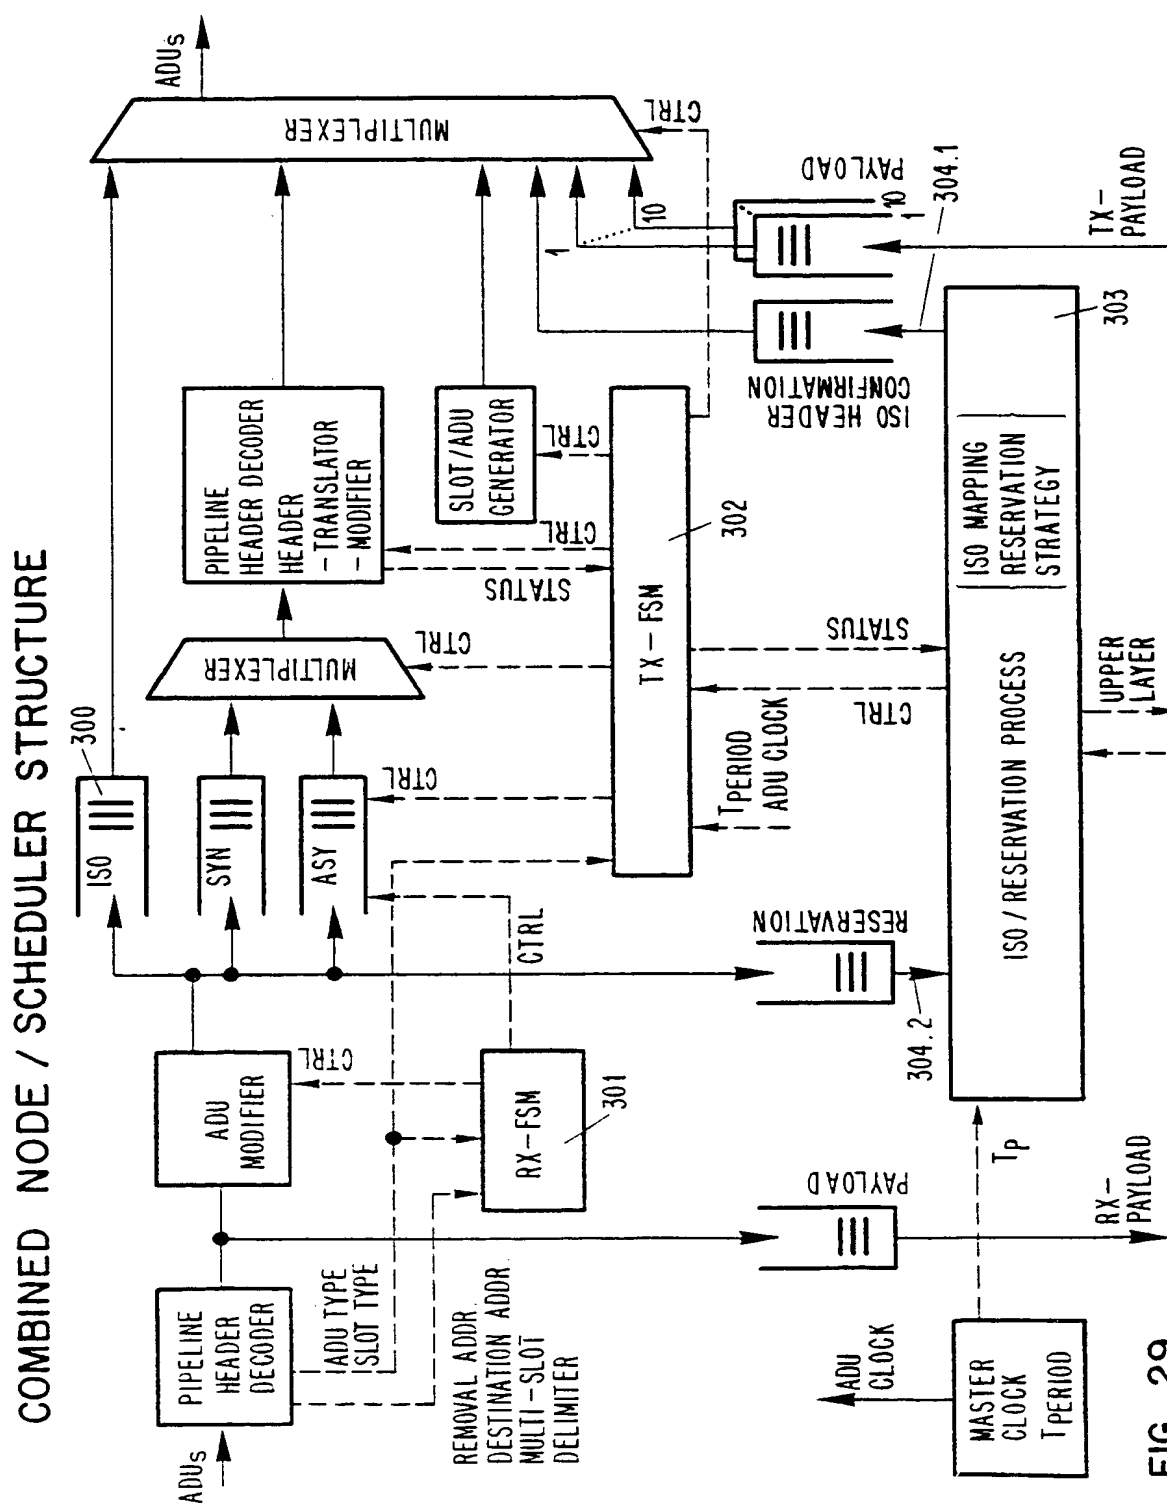 COMBINED NODE / SCHEDULER STRUCTURE
ADUs
PIPELINE
HEADER
DECODER
ADU
MODIFIER
CTRL
ADU TYPE
SLOT TYPE
REMOVAL ADDR.
DESTINATION ADDR
MULTI-SLOT
DELIMITER
RX-FSM
301
CTRL
ISO
300
SYN
ASY
CTRL
MULTIPLEXER
CTRL
PIPELINE
HEADER DECODER
HEADER
- TRANSLATOR
- MODIFIER
STATUS
CTRL
SLOT/ADU
GENERATOR
CTRL
MULTIPLEXER
ADUs
CTRL
1
10
TX-FSM
302
TPERIOD
ADU CLOCK
CTRL
STATUS
PAYLOAD
RESERVATION
304.2
ISO HEADER
CONFIRMATION
PAYLOAD
1
10
304.1
ISO/RESERVATION PROCESS
ISO MAPPING
RESERVATION
STRATEGY
303
ADU
CLOCK
MASTER
CLOCK
TPERIOD
TP
RX-
PAYLOAD
UPPER
LAYER
TX-
PAYLOAD
FIG. 29